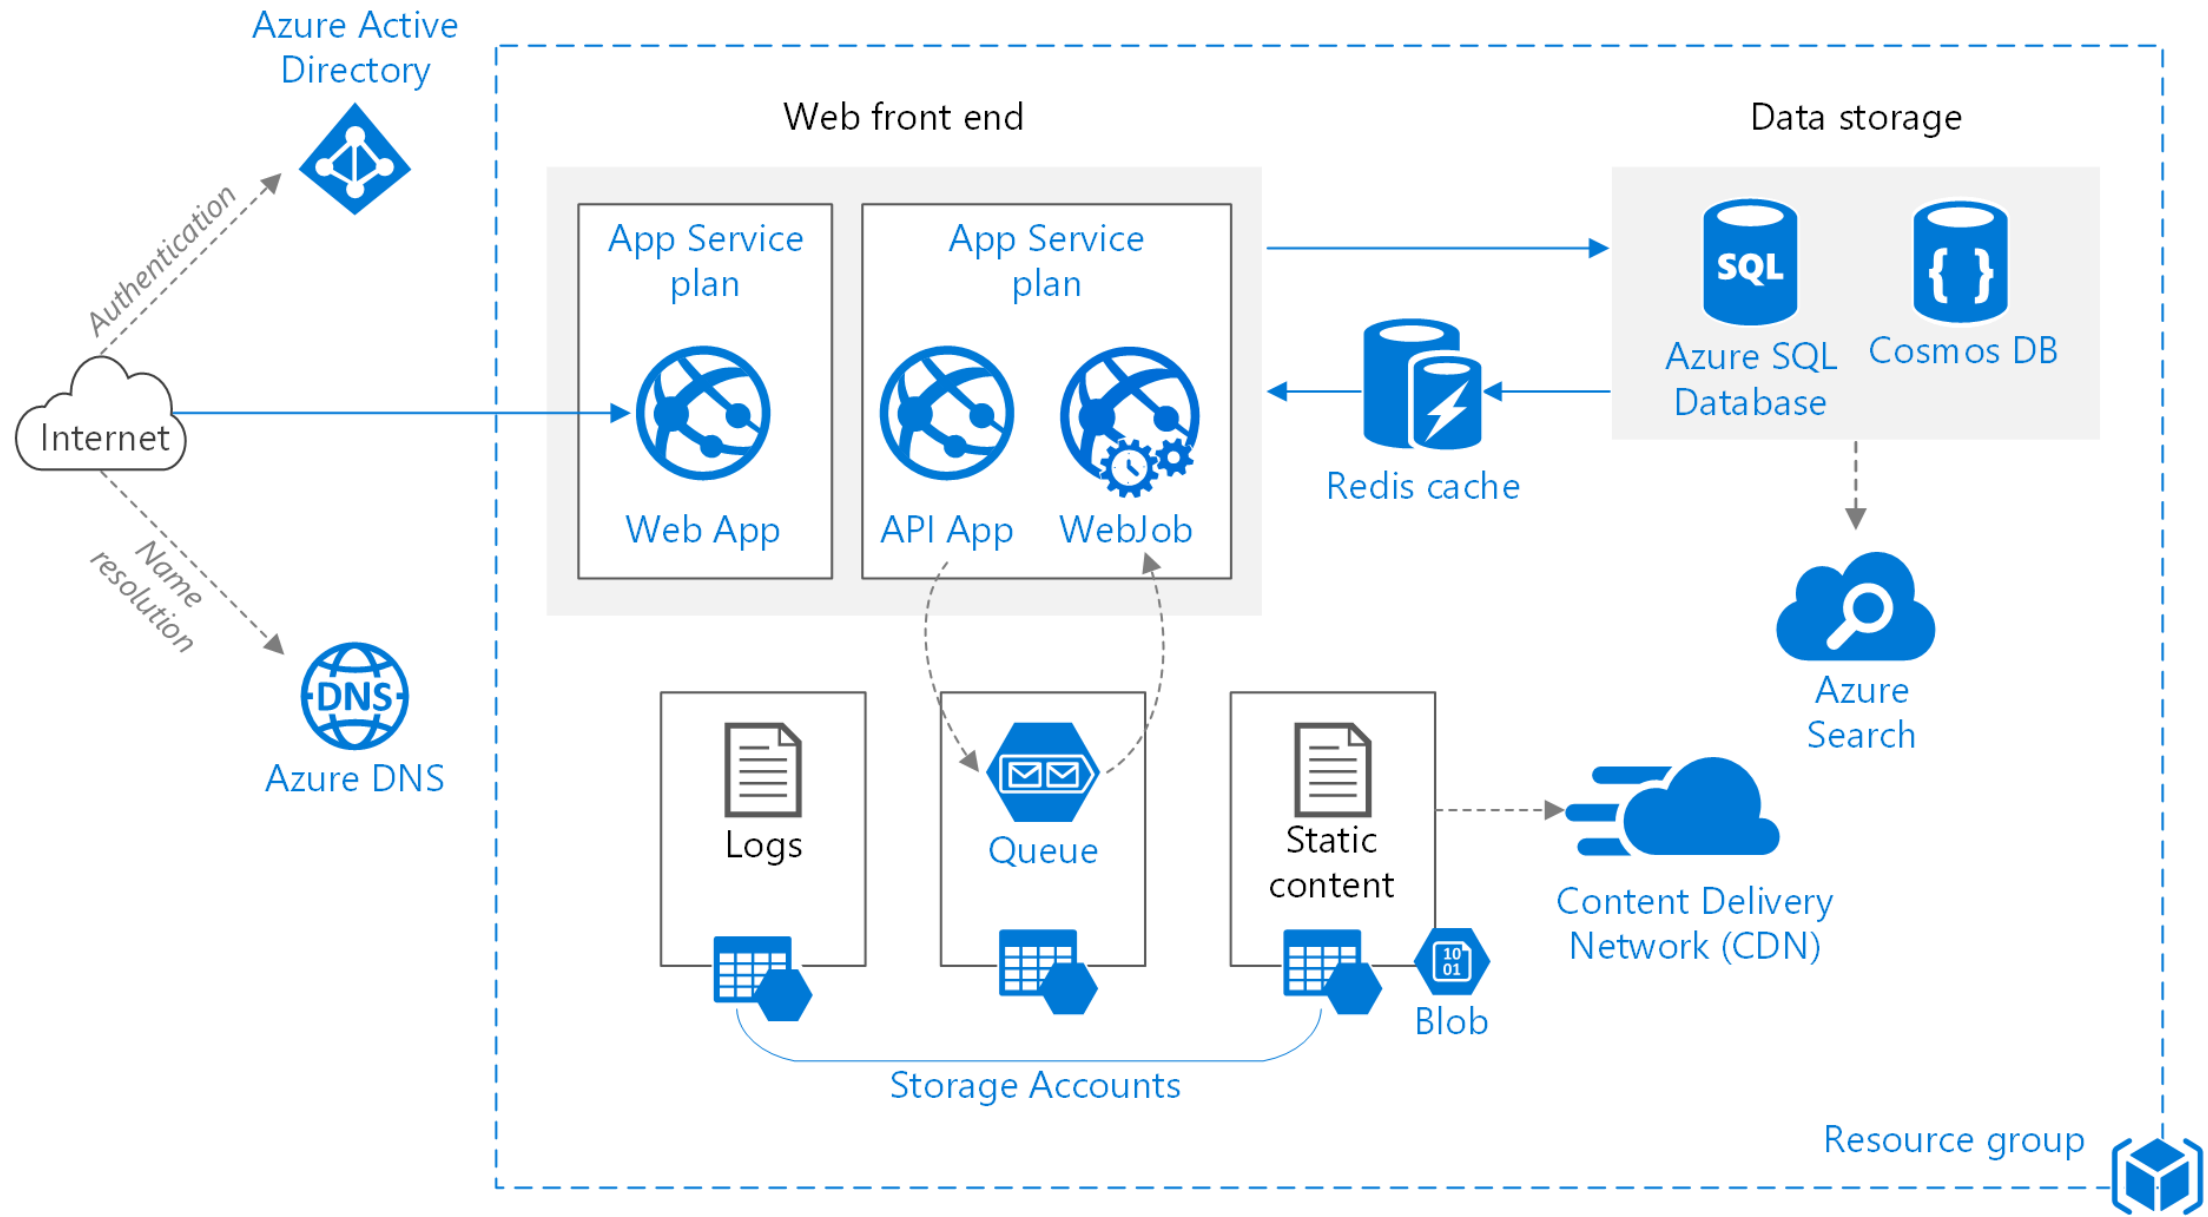 Azure Active
Directory
Web front end
Data storage
Authentication
App Service
plan
App Service
plan
SQL
{ }
Azure SQL
Database
Cosmos DB
Internet
Redis cache
Web App
API App
WebJob
Name
resolution
DNS
Azure DNS
Azure
Search
Logs
Queue
Static
content
Content Delivery
Network (CDN)
10
01
Blob
Storage Accounts
Resource group